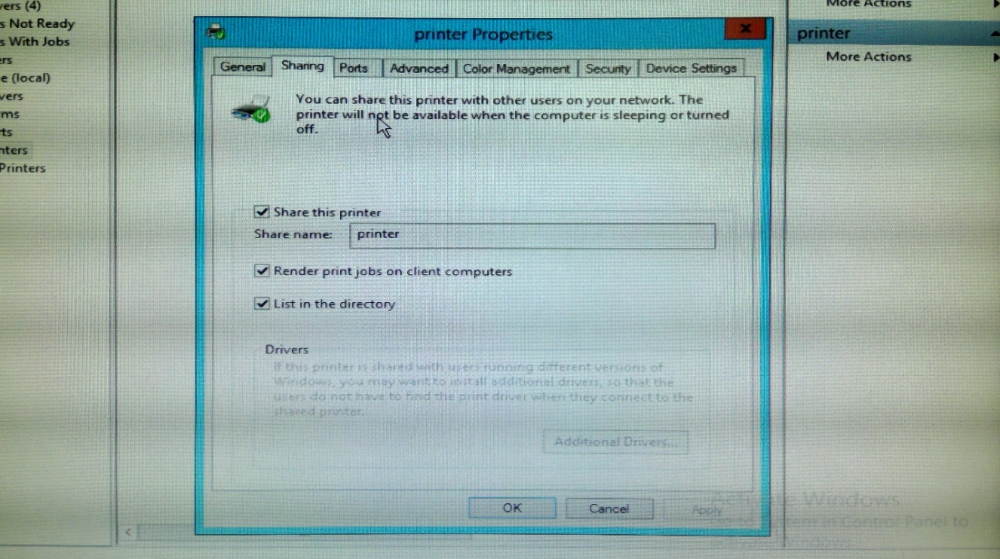 vers (4)
s Not Ready
s With Jobs
ers
e (local)
vers
ms
ts
nters
Printers
printer Properties
General Sharing Ports Advanced Color Management Security Device Settings
You can share this printer with other users on your network. The
printer will not be available when the computer is sleeping or turned
off.
Share this printer
Share name: printer
Render print jobs on client computers
List in the directory
Drivers
If this printer is shared with users running different versions of
Windows, you may want to install additional drivers, so that the
users do not have to find the print driver when they connect to the
shared printer.
Additional Drivers...
OK Cancel Apply
More Actions
printer
More Actions
Activate Windows
Go to System in Control Panel to
activate Windows.